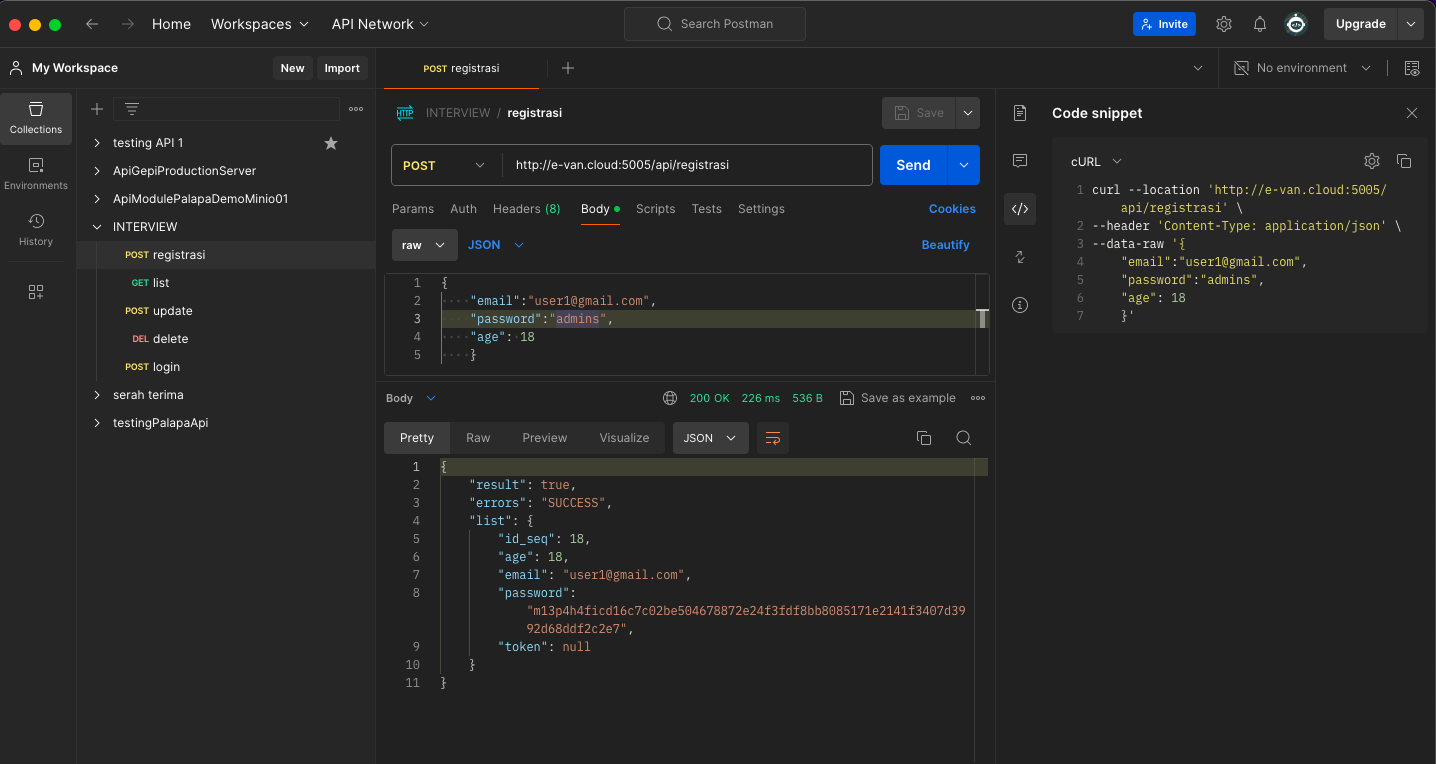 Home Workspaces API Network Search Postman Invite Upgrade
My Workspace New Import POST registrasi No environment
Collections
Environments
History
testing API 1
ApiGepiProductionServer
ApiModulePalapaDemoMinio01
INTERVIEW
POST registrasi
GET list
POST update
DEL delete
POST login
serah terima
testingPalapaApi
HTTP INTERVIEW / registrasi Save
POST http://e-van.cloud:5005/api/registrasi Send
Params Auth Headers (8) Body Scripts Tests Settings Cookies
raw JSON Beautify
1 {
2 "email":"user1@gmail.com",
3 "password":"admins",
4 "age": 18
5 }
Body 200 OK 226 ms 536 B Save as example
Pretty Raw Preview Visualize JSON
1 {
2 "result": true,
3 "errors": "SUCCESS",
4 "list": {
5 "id_seq": 18,
6 "age": 18,
7 "email": "user1@gmail.com",
8 "password":
"m13p4h4ficd16c7c02be504678872e24f3fdf8bb8085171e2141f3407d39
92d68ddf2c2e7",
9 "token": null
10 }
11 }
Code snippet
cURL
1 curl --location 'http://e-van.cloud:5005/
api/registrasi' \
2 --header 'Content-Type: application/json' \
3 --data-raw '{
4 "email":"user1@gmail.com",
5 "password":"admins",
6 "age": 18
7 }'